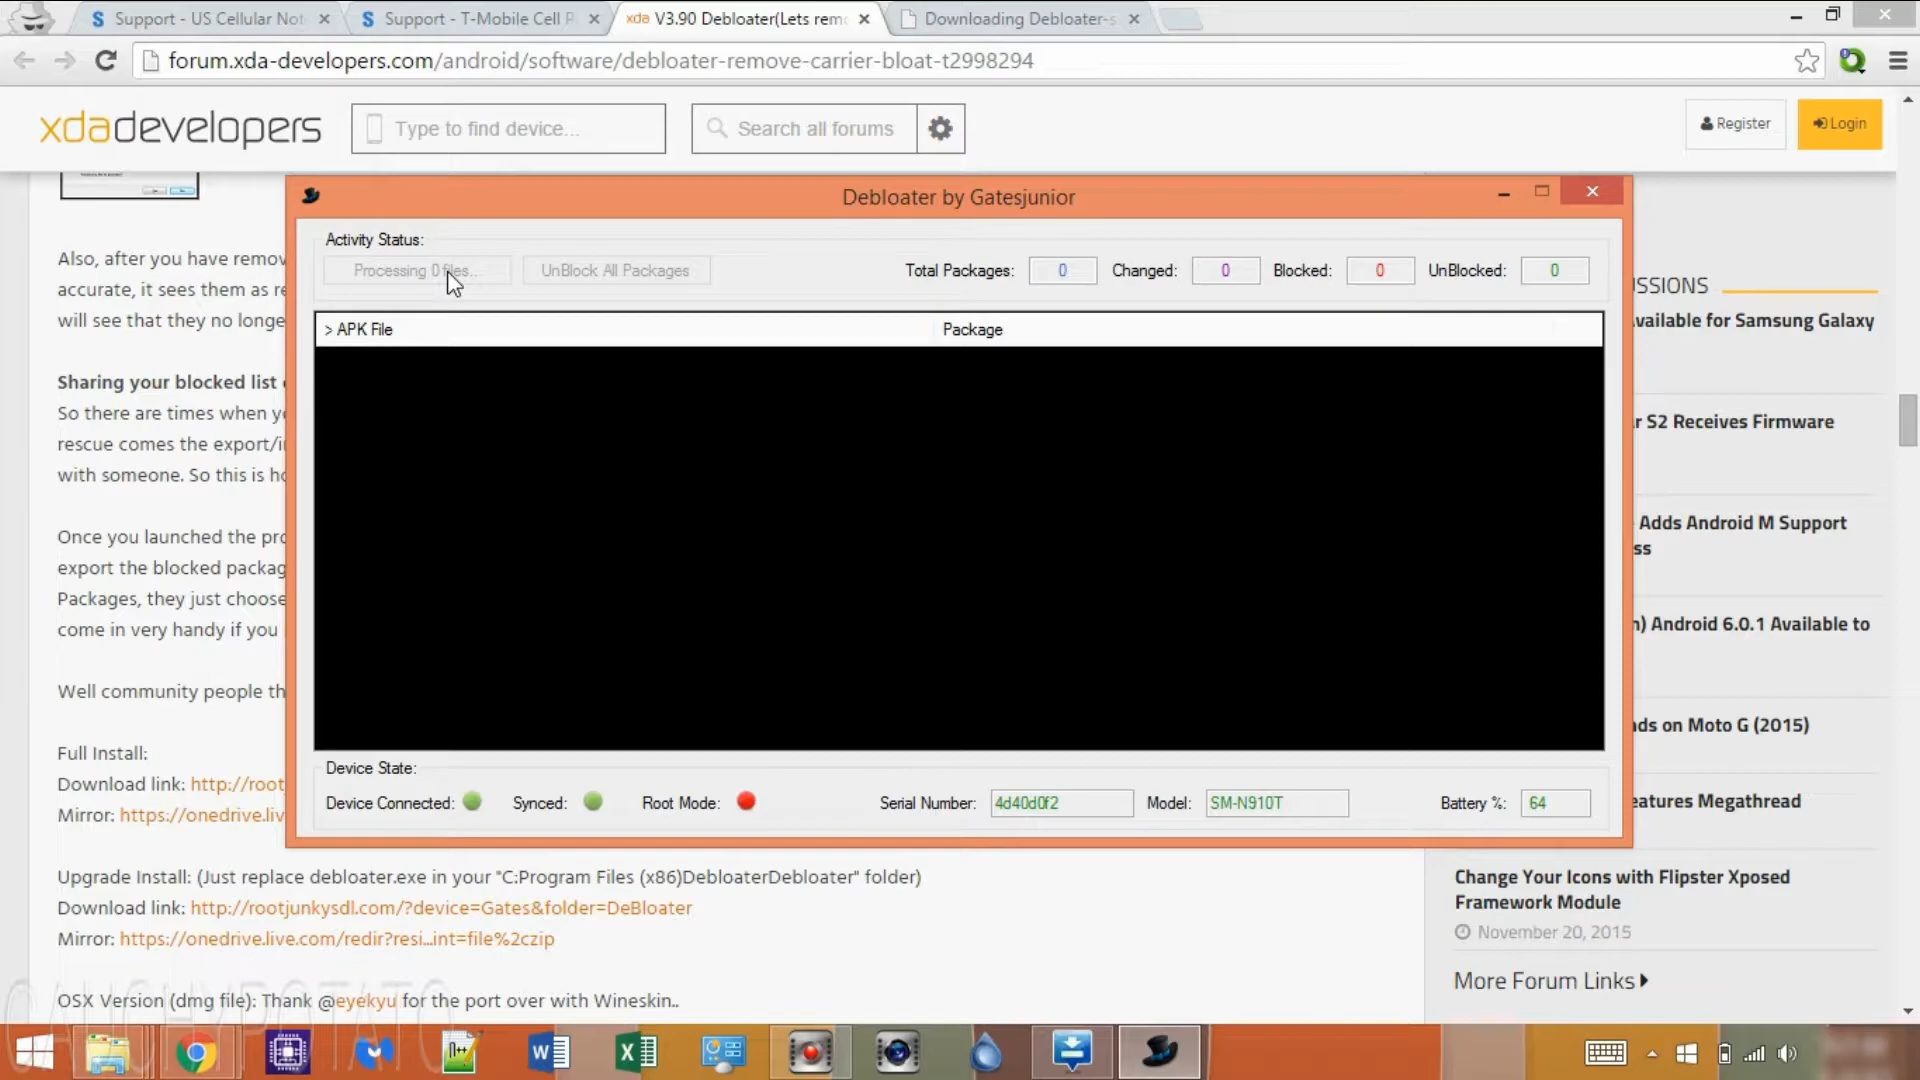 Support - US Cellular Not
Support - T-Mobile Cell P
xda V3.90 Debloater(Lets rem
Downloading Debloater-s
forum.xda-developers.com/android/software/debloater-remove-carrier-bloat-t2998294
xdadevelopers
Type to find device...
Search all forums
Register
Login
Debloater by Gatesjunior
Activity Status:
Processing 0 files...
UnBlock All Packages
Total Packages: 0
Changed: 0
Blocked: 0
UnBlocked: 0
> APK File
Package
Device State:
Device Connected:
Synced:
Root Mode:
Serial Number: 4d40d0f2
Model: SM-N910T
Battery %: 64
Also, after you have remov
accurate, it sees them as re
will see that they no longe
Sharing your blocked list
So there are times when y
rescue comes the export/i
with someone. So this is h
Once you launched the pr
export the blocked packag
Packages, they just choose
come in very handy if you
Well community people th
Full Install:
Download link: http://root
Mirror: https://onedrive.liv
Upgrade Install: (Just replace debloater.exe in your "C:Program Files (x86)DebloaterDebloater" folder)
Download link: http://rootjunkysdl.com/?device=Gates&folder=DeBloater
Mirror: https://onedrive.live.com/redir?resi...int=file%2czip
OSX Version (dmg file): Thank @eyekyu for the port over with Wineskin..
SSIONS
vailable for Samsung Galaxy
r S2 Receives Firmware
Adds Android M Support
ss
n) Android 6.0.1 Available to
ds on Moto G (2015)
eatures Megathread
Change Your Icons with Flipster Xposed
Framework Module
November 20, 2015
More Forum Links